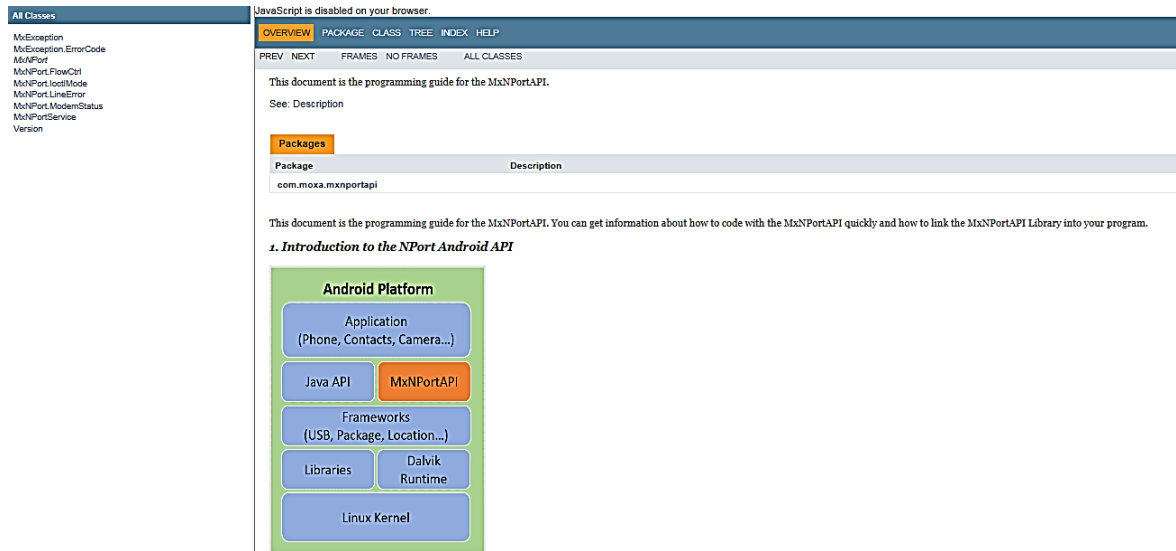 All Classes
MxException
MxException.ErrorCode
MxNPort
MxNPort.FlowCtrl
MxNPort.IoctlMode
MxNPort.LineError
MxNPort.ModemStatus
MxNPortService
Version
JavaScript is disabled on your browser.
OVERVIEW PACKAGE CLASS TREE INDEX HELP
PREV NEXT FRAMES NO FRAMES ALL CLASSES
This document is the programming guide for the MxNPortAPI.
See: Description
Packages
Package Description
com.moxa.mxnportapi
This document is the programming guide for the MxNPortAPI. You can get information about how to code with the MxNPortAPI quickly and how to link the MxNPortAPI Library into your program.
1. Introduction to the NPort Android API
Android Platform
Application
(Phone, Contacts, Camera...)
Java API MxNPortAPI
Frameworks
(USB, Package, Location...)
Libraries
Dalvik
Runtime
Linux Kernel